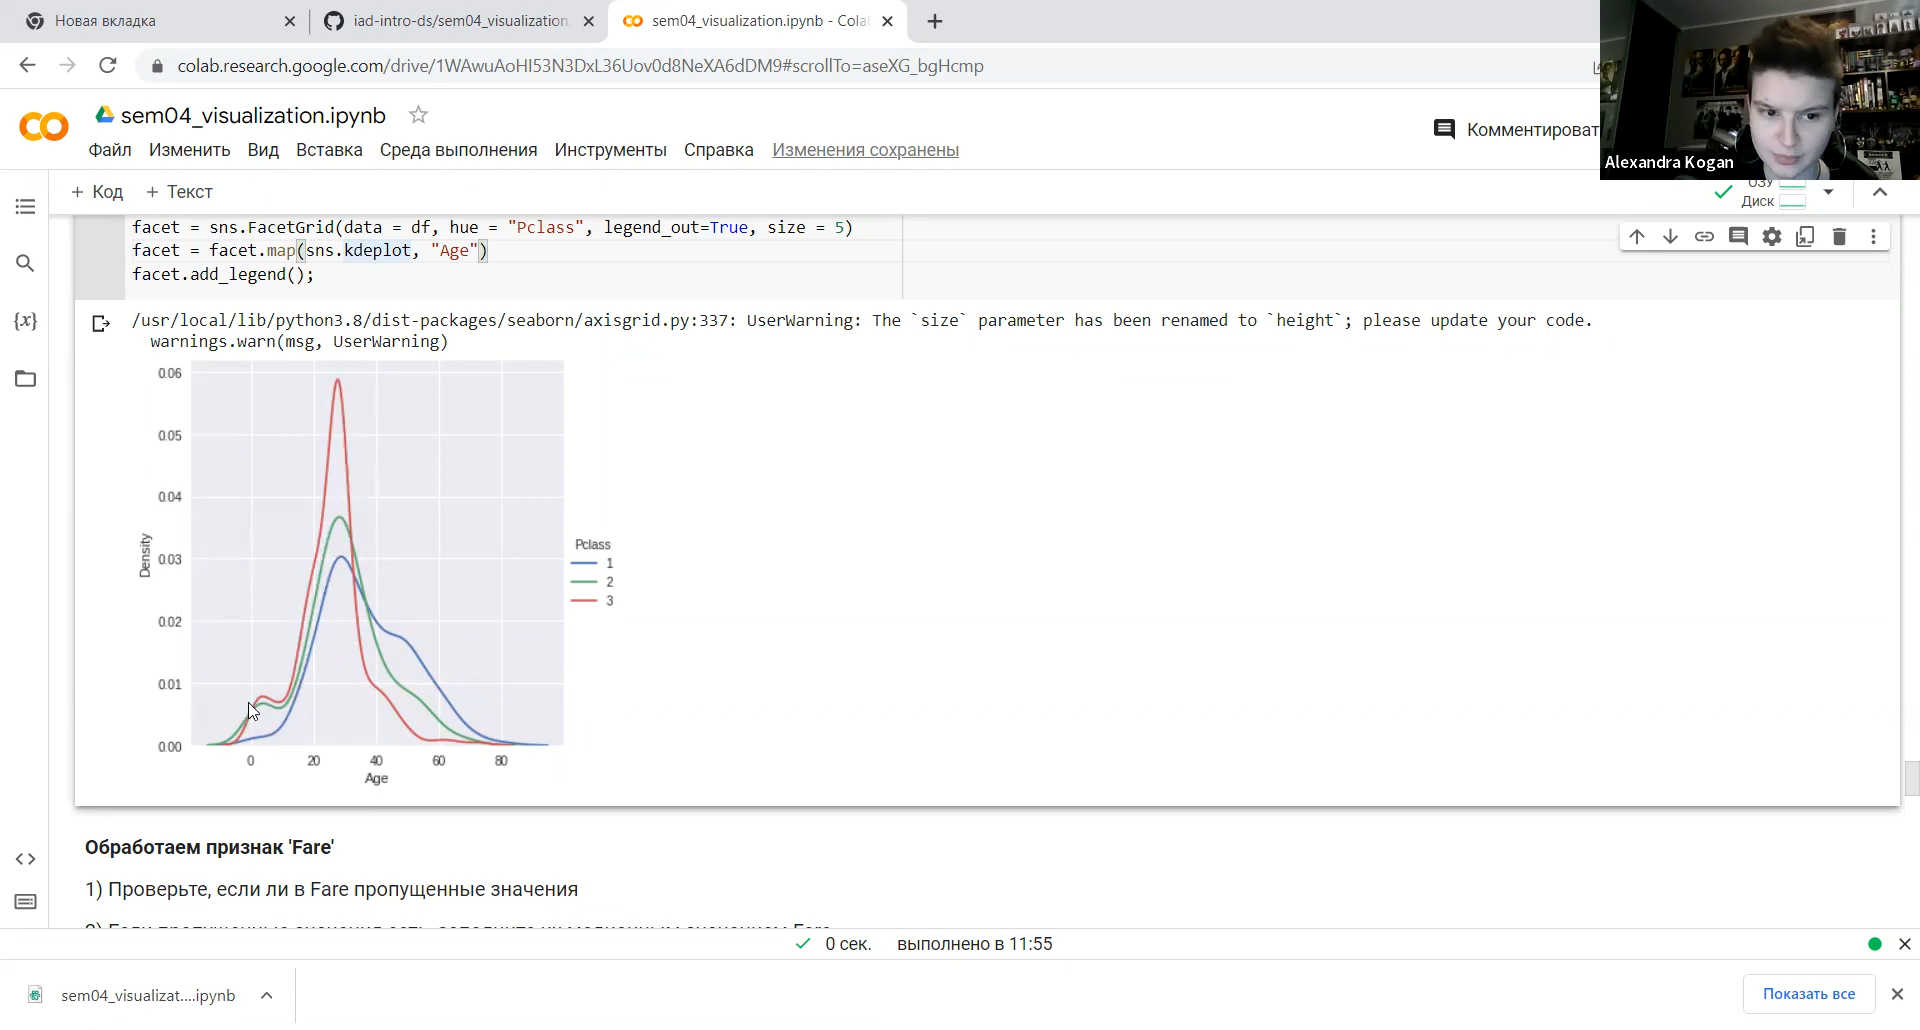 Новая вкладка
iad-intro-ds/sem04_visualization.
sem04_visualization.ipynb - Cola
colab.research.google.com/drive/1WAwuAoHI53N3DxL36Uov0d8NeXA6dDM9#scrollTo=aseXG_bgHcmp
sem04_visualization.ipynb
Комментироват
Alexandra Kogan
Файл Изменить Вид Вставка Среда выполнения Инструменты Справка Изменения сохранены
+ Код + Текст
ОЗУ
Диск
facet = sns.FacetGrid(data = df, hue = "Pclass", legend_out=True, size = 5)
facet = facet.map(sns.kdeplot, "Age")
facet.add_legend();
/usr/local/lib/python3.8/dist-packages/seaborn/axisgrid.py:337: UserWarning: The `size` parameter has been renamed to `height`; please update your code.
warnings.warn(msg, UserWarning)
0.06
0.05
0.04
0.03
0.02
0.01
0.00
Density
0 20 40 60 80
Age
Pclass
1
2
3
Обработаем признак 'Fare'
1) Проверьте, если ли в Fare пропущенные значения
0 сек. выполнено в 11:55
sem04_visualizat....ipynb
Показать все